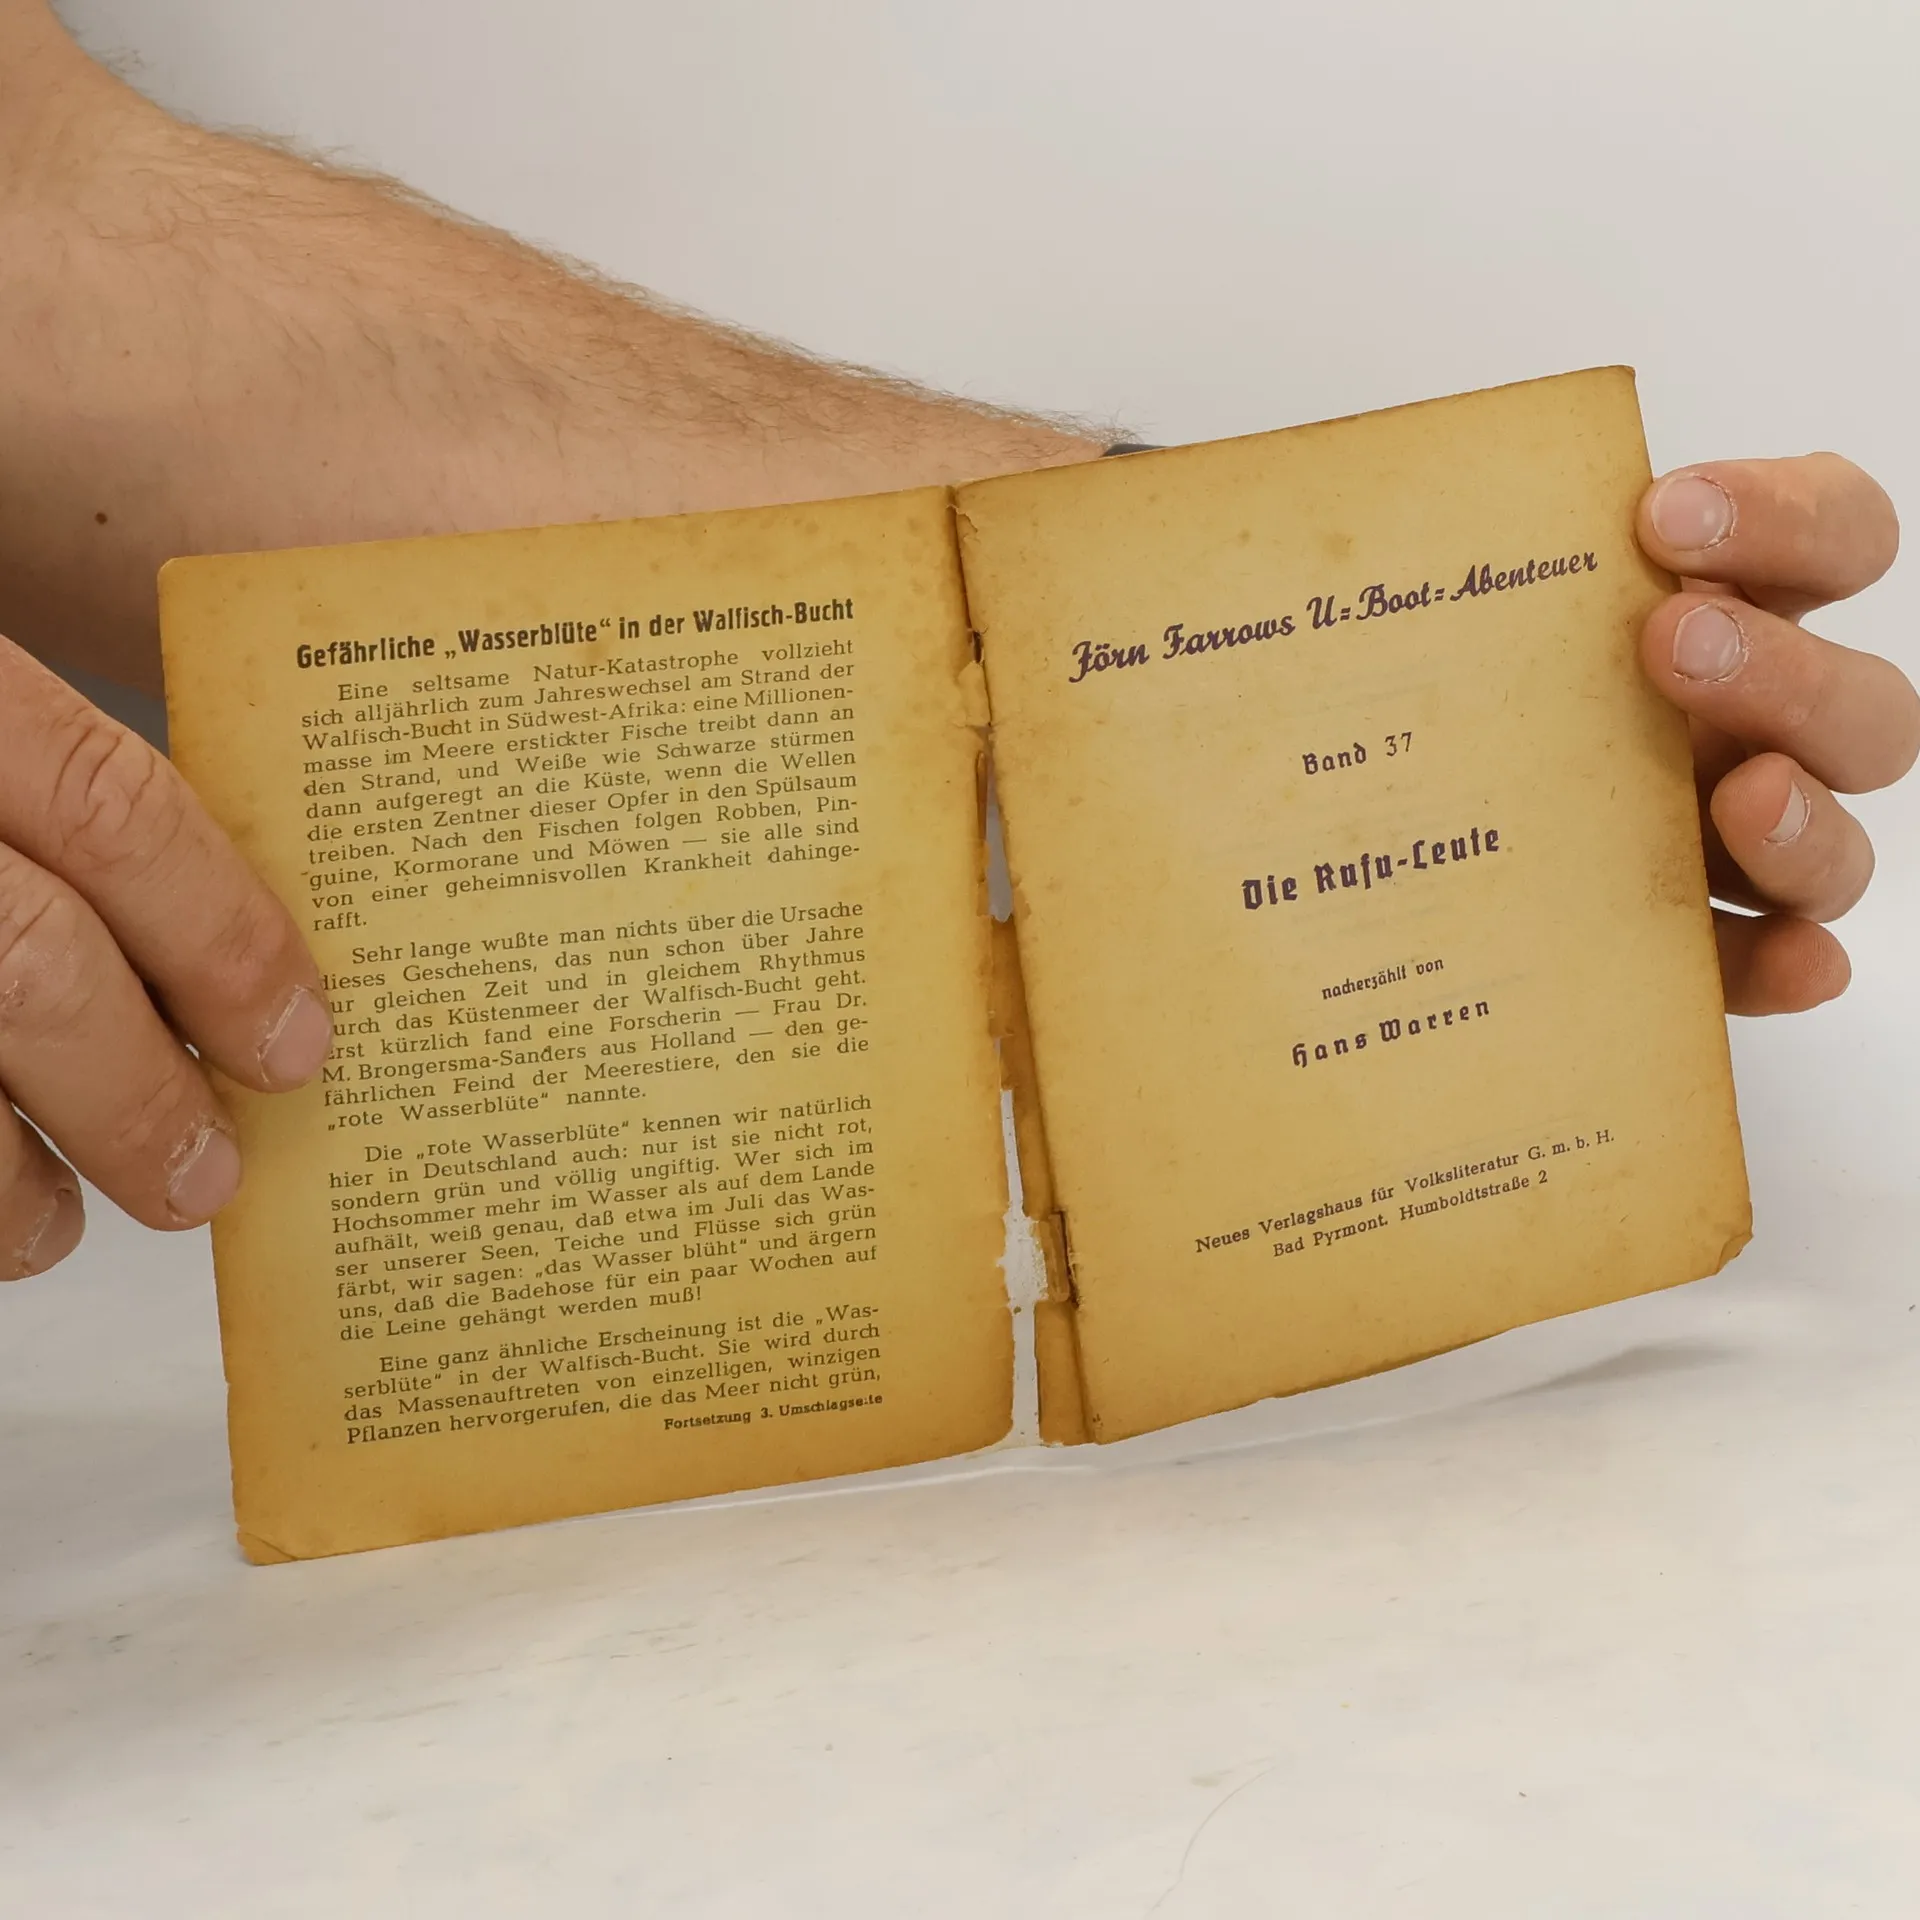 Gefährliche „Wasserblüte“ in der Walfisch-Bucht
Eine seltsame Natur-Katastrophe vollzieht
sich alljährlich zum Jahreswechsel am Strand der
Walfisch-Bucht in Südwest-Afrika: eine Millionen-
masse im Meere erstickter Fische treibt dann an
den Strand, und Weiße wie Schwarze stürmen
dann aufgeregt an die Küste, wenn die Wellen
die ersten Zentner dieser Opfer in den Spülsaum
treiben. Nach den Fischen folgen Robben, Pin-
guine, Kormorane und Möwen — sie alle sind
von einer geheimnisvollen Krankheit dahinge-
rafft.
Sehr lange wußte man nichts über die Ursache
dieses Geschehens, das nun schon über Jahre
ur gleichen Zeit und in gleichem Rhythmus
urch das Küstenmeer der Walfisch-Bucht geht.
Erst kürzlich fand eine Forscherin — Frau Dr.
M. Brongersma-Sanders aus Holland — den ge-
fährlichen Feind der Meerestiere, den sie die
„rote Wasserblüte“ nannte.
Die „rote Wasserblüte“ kennen wir natürlich
hier in Deutschland auch: nur ist sie nicht rot,
sondern grün und völlig ungiftig. Wer sich im
Hochsommer mehr im Wasser als auf dem Lande
aufhält, weiß genau, daß etwa im Juli das Was-
ser unserer Seen, Teiche und Flüsse sich grün
färbt, wir sagen: „das Wasser blüht“ und ärgern
uns, daß die Badehose für ein paar Wochen auf
die Leine gehängt werden muß!
Eine ganz ähnliche Erscheinung ist die „Was-
serblüte“ in der Walfisch-Bucht. Sie wird durch
das Massenauftreten von einzelligen, winzigen
Pflanzen hervorgerufen, die das Meer nicht grün,
Fortsetzung 3. Umschlagseite
Jörn Farrows U=Boot=Abenteuer
Band 37
Die Rufu-Leute
nacherzählt von
Hans Warren
Neues Verlagshaus für Volksliteratur G. m. b. H.
Bad Pyrmont, Humboldtstraße 2